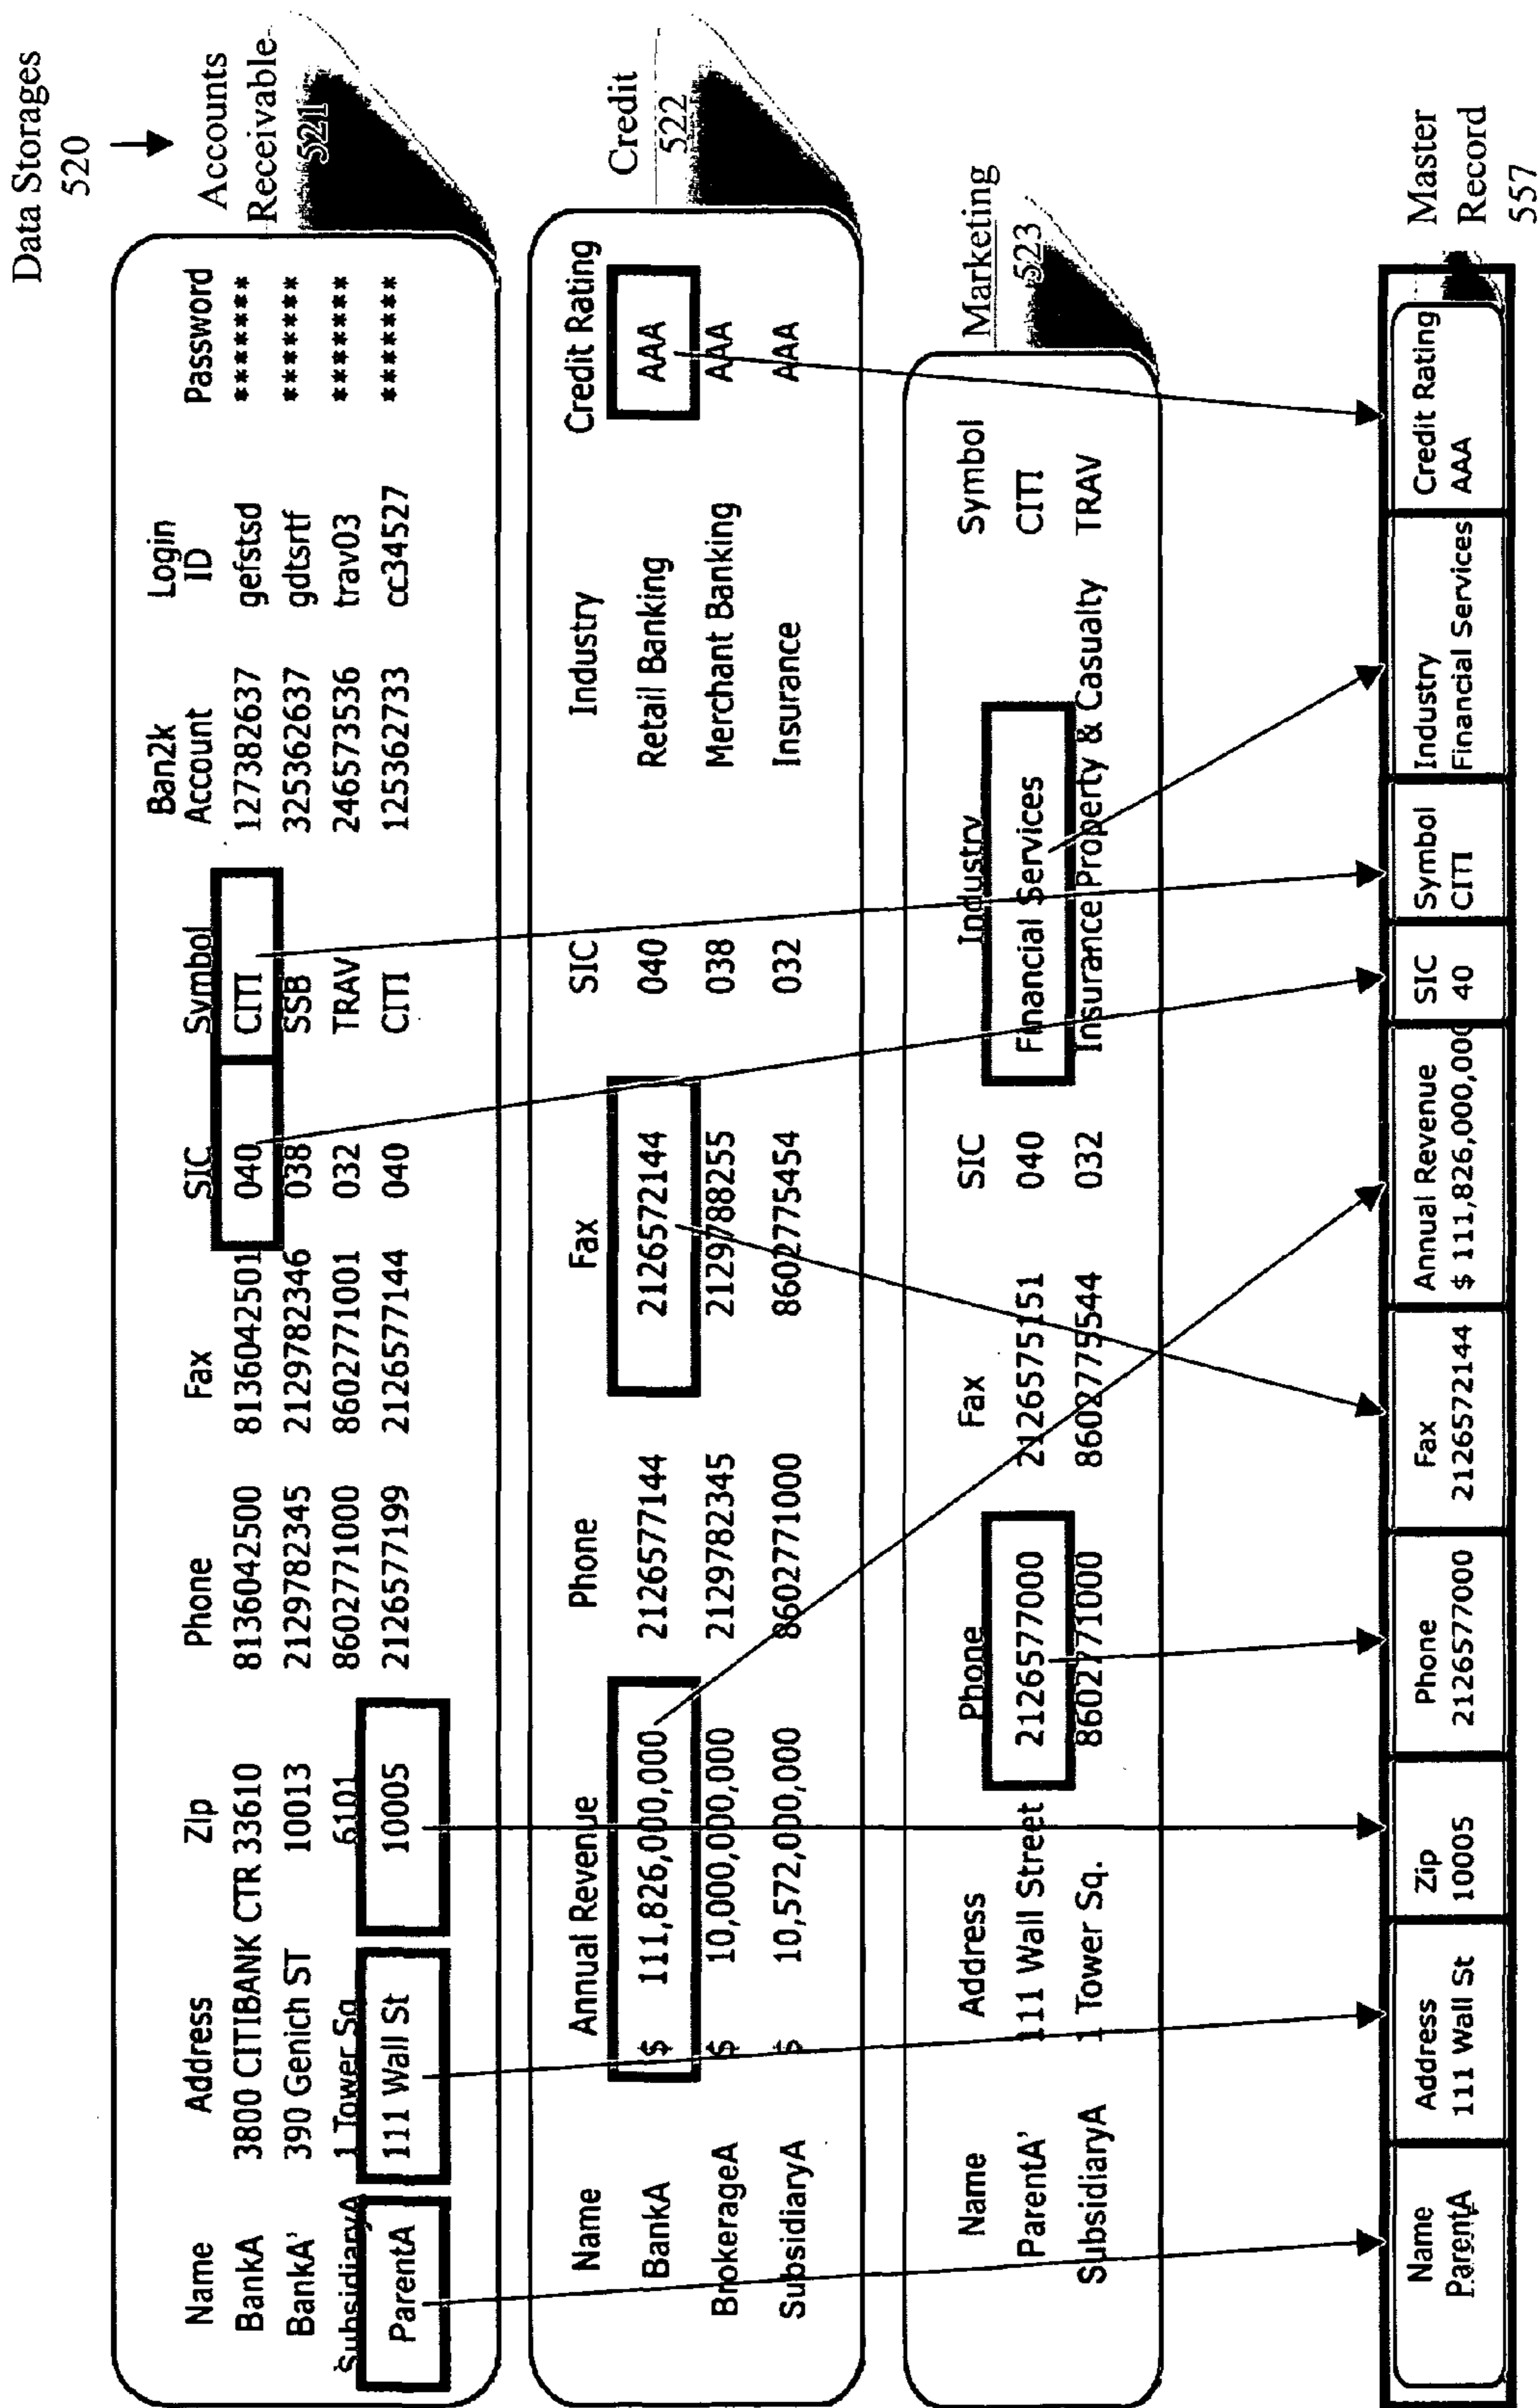 Data Storages
520
Accounts
Receivable
521
Name Address Zip Phone Fax SIC Symbol Ban2k Account Login ID Password
BankA 3800 CITIBANK CTR 33610 8136042500 8136042501 040 CITI 127382637 gefstsd *******
BankA' 390 Genich ST 10013 2129782345 2129782346 038 SSB 325362637 gdtsrtf *******
SubsidiaryA 1 Tower Sq 6101 8602771000 8602771001 032 TRAV 246573536 trav03 *******
ParentA 111 Wall St 10005 2126577199 2126577144 040 CITI 125362733 cc34527 *******
Credit
522
Name Annual Revenue Phone Fax SIC Industry Credit Rating
BankA $ 111,826,000,000 2126577144 2126572144 040 Retail Banking AAA
BrokerageA $ 10,000,000,000 2129782345 2129788255 038 Merchant Banking AAA
SubsidiaryA $ 10,572,000,000 8602771000 8602775454 032 Insurance AAA
Marketing
523
Name Address Phone Fax SIC Industry Symbol
ParentA' 111 Wall Street 2126577000 2126575151 040 Financial Services CITI
SubsidiaryA 1 Tower Sq. 8602771000 8602775544 032 Insurance Property & Casualty TRAV
Master
Record
557
Name Address Zip Phone Fax Annual Revenue SIC Symbol Industry Credit Rating
ParentA 111 Wall St 10005 2126577000 2126572144 $ 111,826,000,000 40 CITI Financial Services AAA